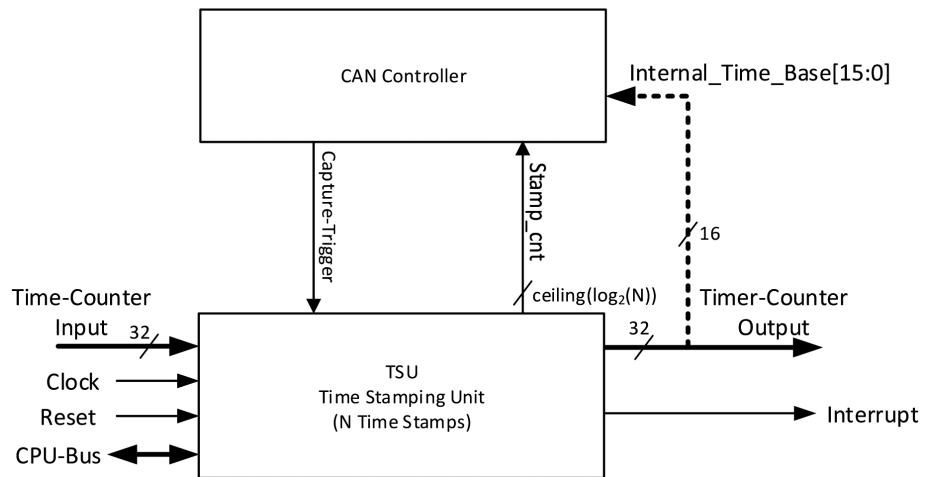 CAN Controller
Internal_Time_Base[15:0]
Capture-Trigger
Stamp_cnt
16
ceiling(log₂(N))
Time-Counter
Input
32
Timer-Counter
Output
32
TSU
Time Stamping Unit
(N Time Stamps)
Clock
Reset
CPU-Bus
Interrupt